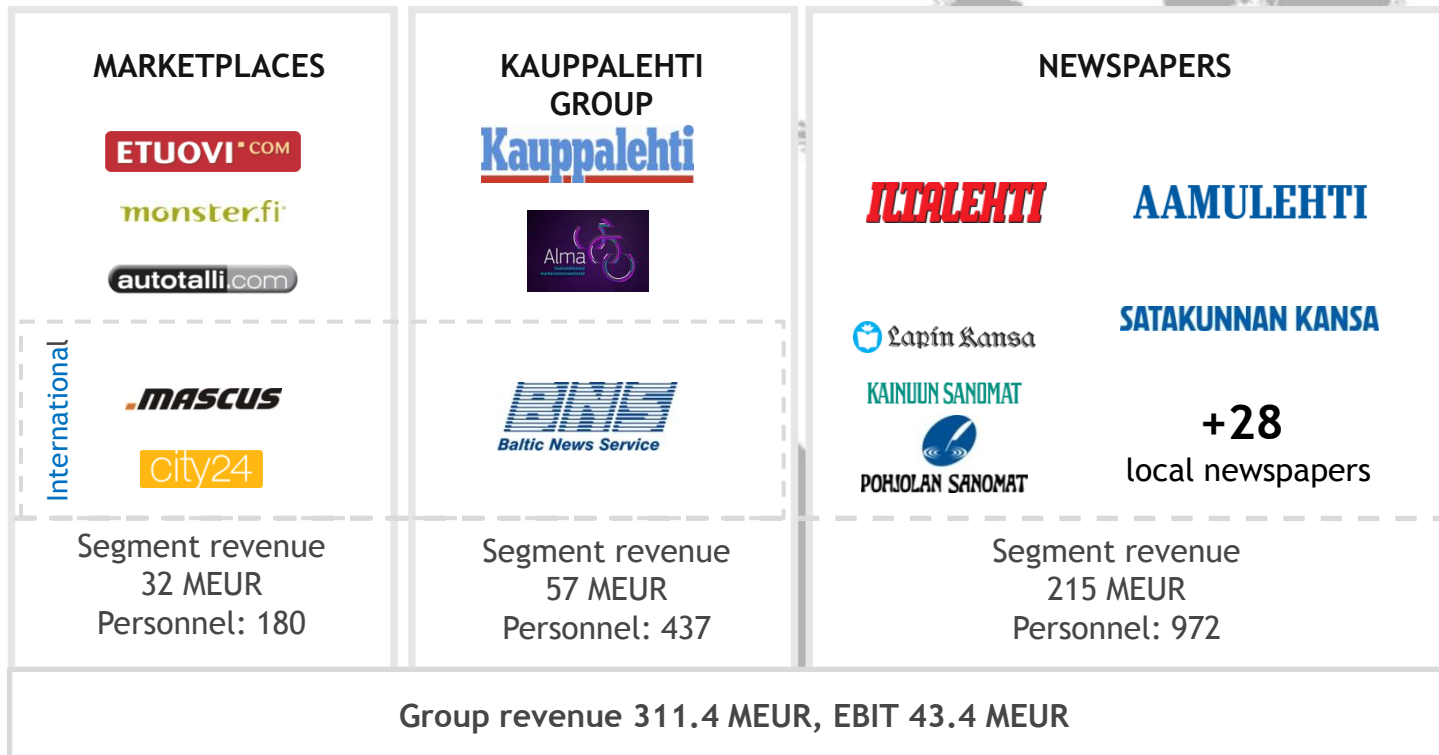 MARKETPLACES
ETUOVI.COM
monster.fi
autotalli.com
International
.MASCUS
city24
Segment revenue
32 MEUR
Personnel: 180
KAUPPALEHTI
GROUP
Kauppalehti
Alma
BNS
Baltic News Service
Segment revenue
57 MEUR
Personnel: 437
NEWSPAPERS
ILTALEHTI
AAMULEHTI
Lapin Kansa
SATAKUNNAN KANSA
KAINUUN SANOMAT
POHJOLAN SANOMAT
+28
local newspapers
Segment revenue
215 MEUR
Personnel: 972
Group revenue 311.4 MEUR, EBIT 43.4 MEUR